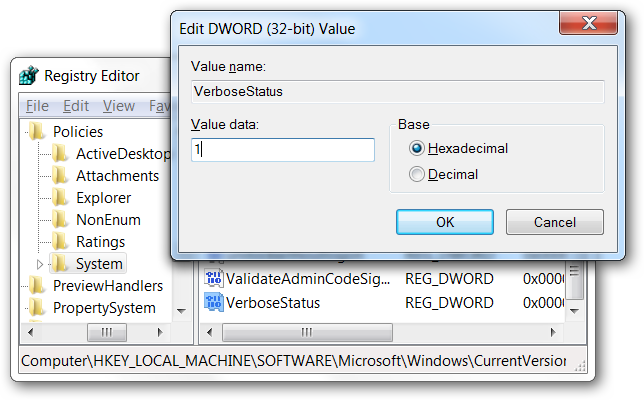 Edit DWORD (32-bit) Value
Value name:
VerboseStatus
Value data:
1
Base
Hexadecimal
Decimal
OK
Cancel
Registry Editor
File Edit View Fav
Policies
ActiveDesktop
Attachments
Explorer
NonEnum
Ratings
System
PreviewHandlers
PropertySystem
ValidateAdminCodeSig... REG_DWORD 0x000
VerboseStatus REG_DWORD 0x000
Computer\HKEY_LOCAL_MACHINE\SOFTWARE\Microsoft\Windows\CurrentVersion